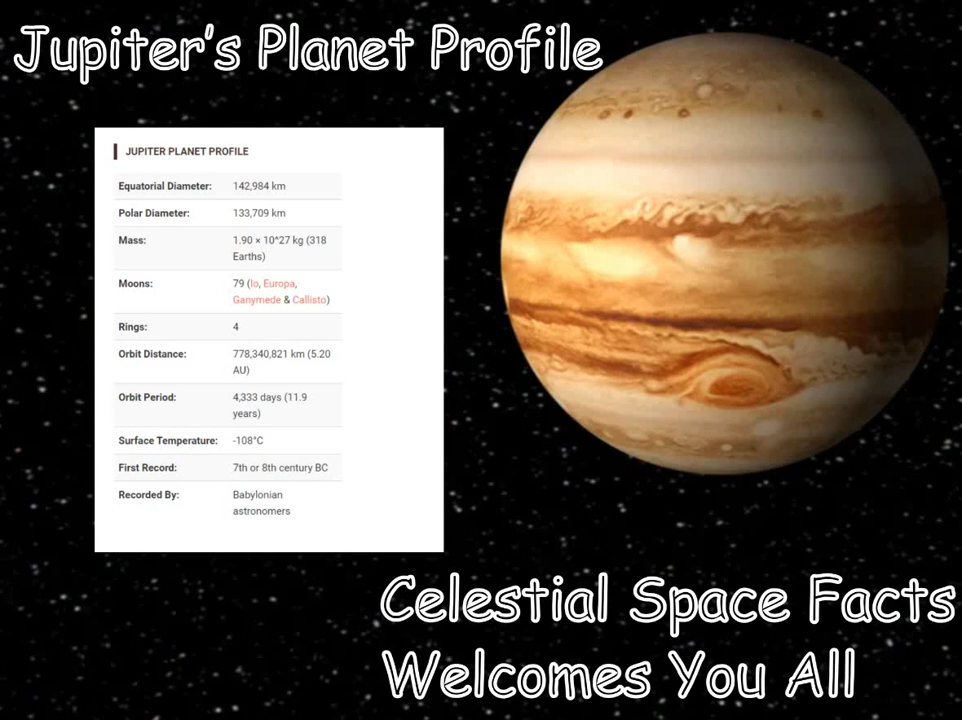 Jupiter's Planet Profile
JUPITER PLANET PROFILE
Equatorial Diameter: 142,984 km
Polar Diameter: 133,709 km
Mass: 1.90 × 10^27 kg (318
Earths)
Moons: 79 (Io, Europa,
Ganymede & Callisto)
Rings: 4
Orbit Distance: 778,340,821 km (5.20
AU)
Orbit Period: 4,333 days (11.9
years)
Surface Temperature: -108°C
First Record: 7th or 8th century BC
Recorded By: Babylonian
astronomers
Celestial Space Facts
Welcomes You All